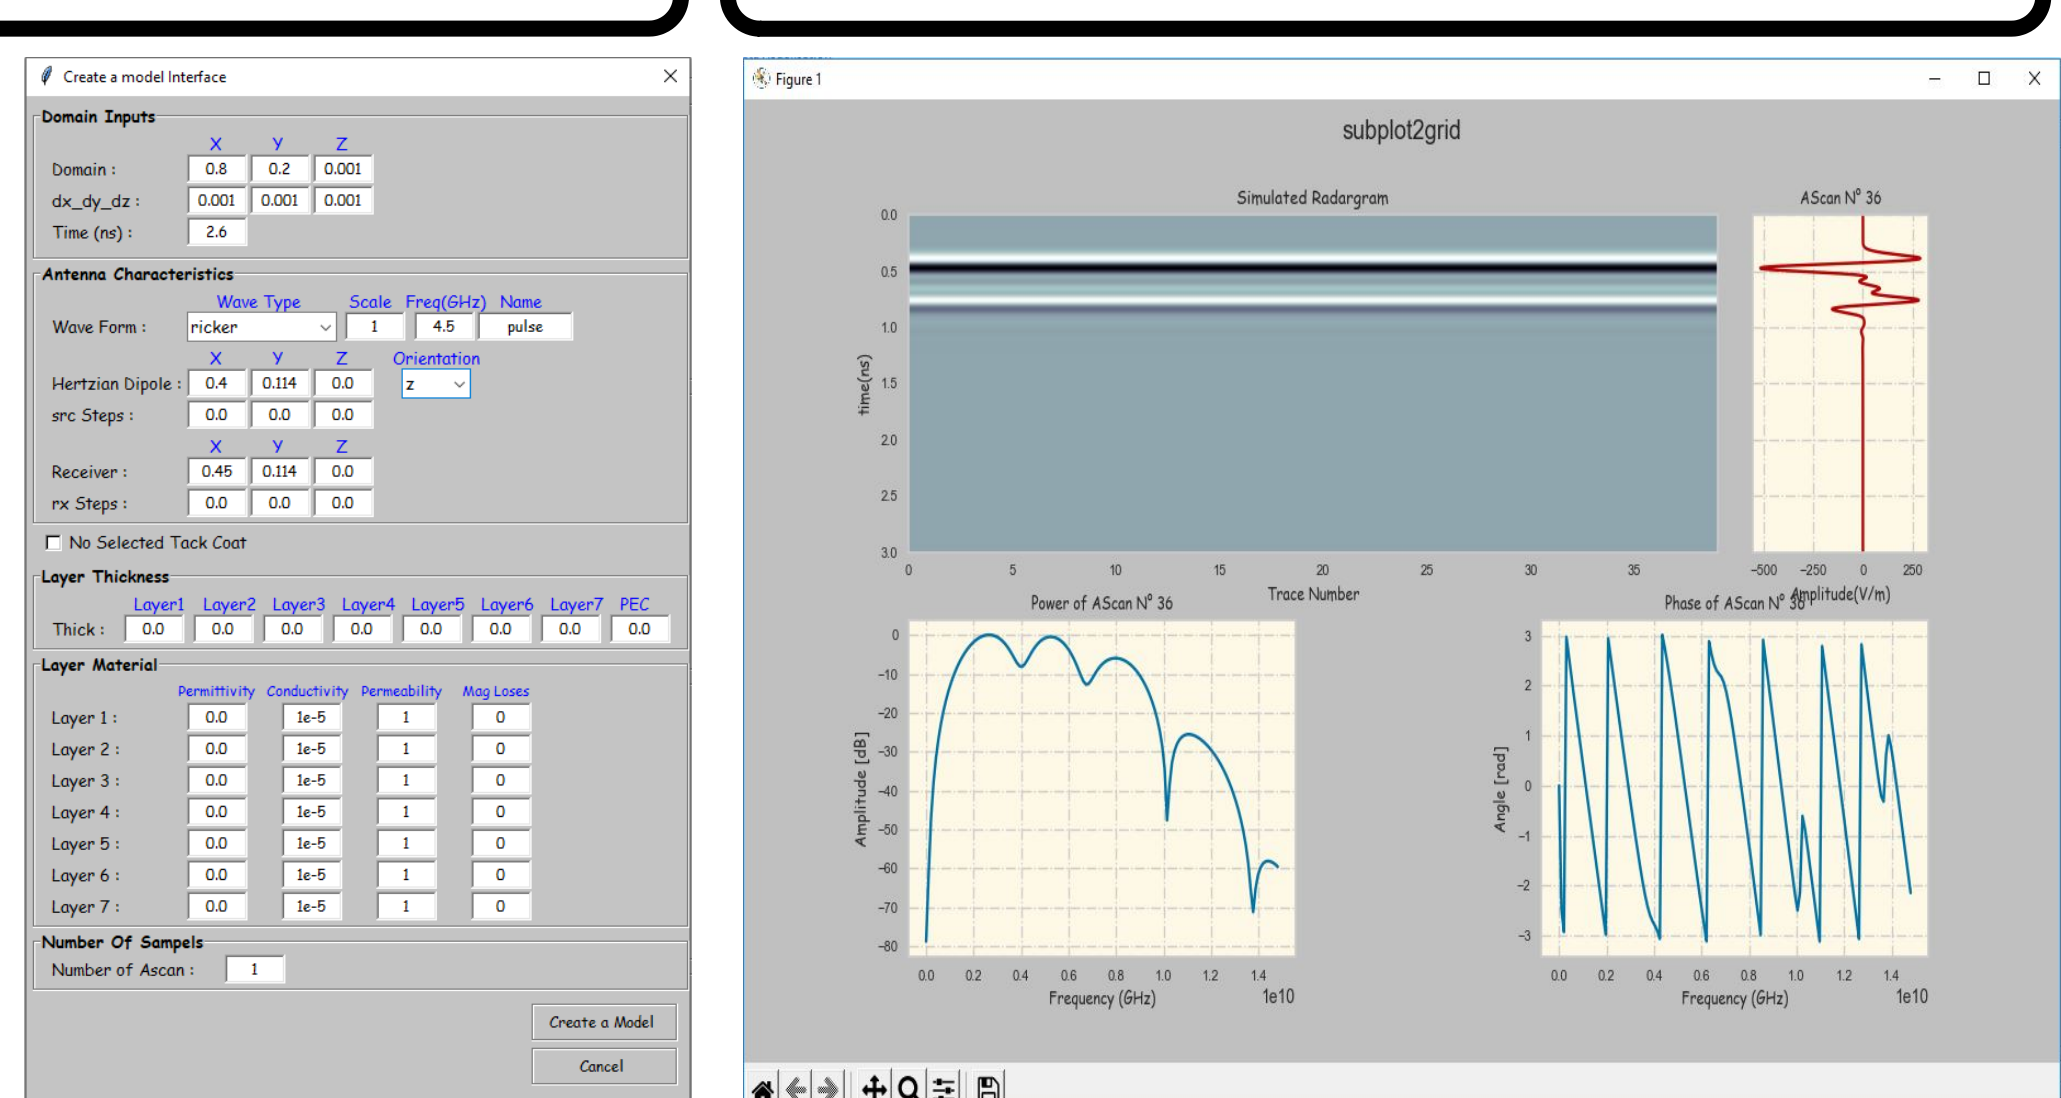 Create a model Interface
Domain Inputs
X Y Z
Domain : 0.8 0.2 0.001
dx_dy_dz : 0.001 0.001 0.001
Time (ns) : 2.6
Antenna Characteristics
Wave Type Scale Freq(GHz) Name
Wave Form : ricker 1 4.5 pulse
X Y Z Orientation
Hertzian Dipole : 0.4 0.114 0.0 z
src Steps : 0.0 0.0 0.0
X Y Z
Receiver : 0.45 0.114 0.0
rx Steps : 0.0 0.0 0.0
No Selected Tack Coat
Layer Thickness
Layer1 Layer2 Layer3 Layer4 Layer5 Layer6 Layer7 PEC
Thick : 0.0 0.0 0.0 0.0 0.0 0.0 0.0 0.0
Layer Material
Permittivity Conductivity Permeability Mag Loses
Layer 1 : 0.0 1e-5 1 0
Layer 2 : 0.0 1e-5 1 0
Layer 3 : 0.0 1e-5 1 0
Layer 4 : 0.0 1e-5 1 0
Layer 5 : 0.0 1e-5 1 0
Layer 6 : 0.0 1e-5 1 0
Layer 7 : 0.0 1e-5 1 0
Number Of Sampels
Number of Ascan : 1
Create a Model
Cancel
Figure 1
subplot2grid
Simulated Radargram
0.0
0.5
1.0
1.5
2.0
2.5
3.0
time(ns)
0 5 10 15 20 25 30 35
Trace Number
AScan N° 36
−500 −250 0 250
Amplitude(V/m)
Power of AScan N° 36
0
−10
−20
−30
−40
−50
−60
−70
−80
Amplitude [dB]
0.0 0.2 0.4 0.6 0.8 1.0 1.2 1.4
Frequency (GHz) 1e10
Phase of AScan N° 36
3
2
1
0
−1
−2
−3
Angle [rad]
0.0 0.2 0.4 0.6 0.8 1.0 1.2 1.4
Frequency (GHz) 1e10